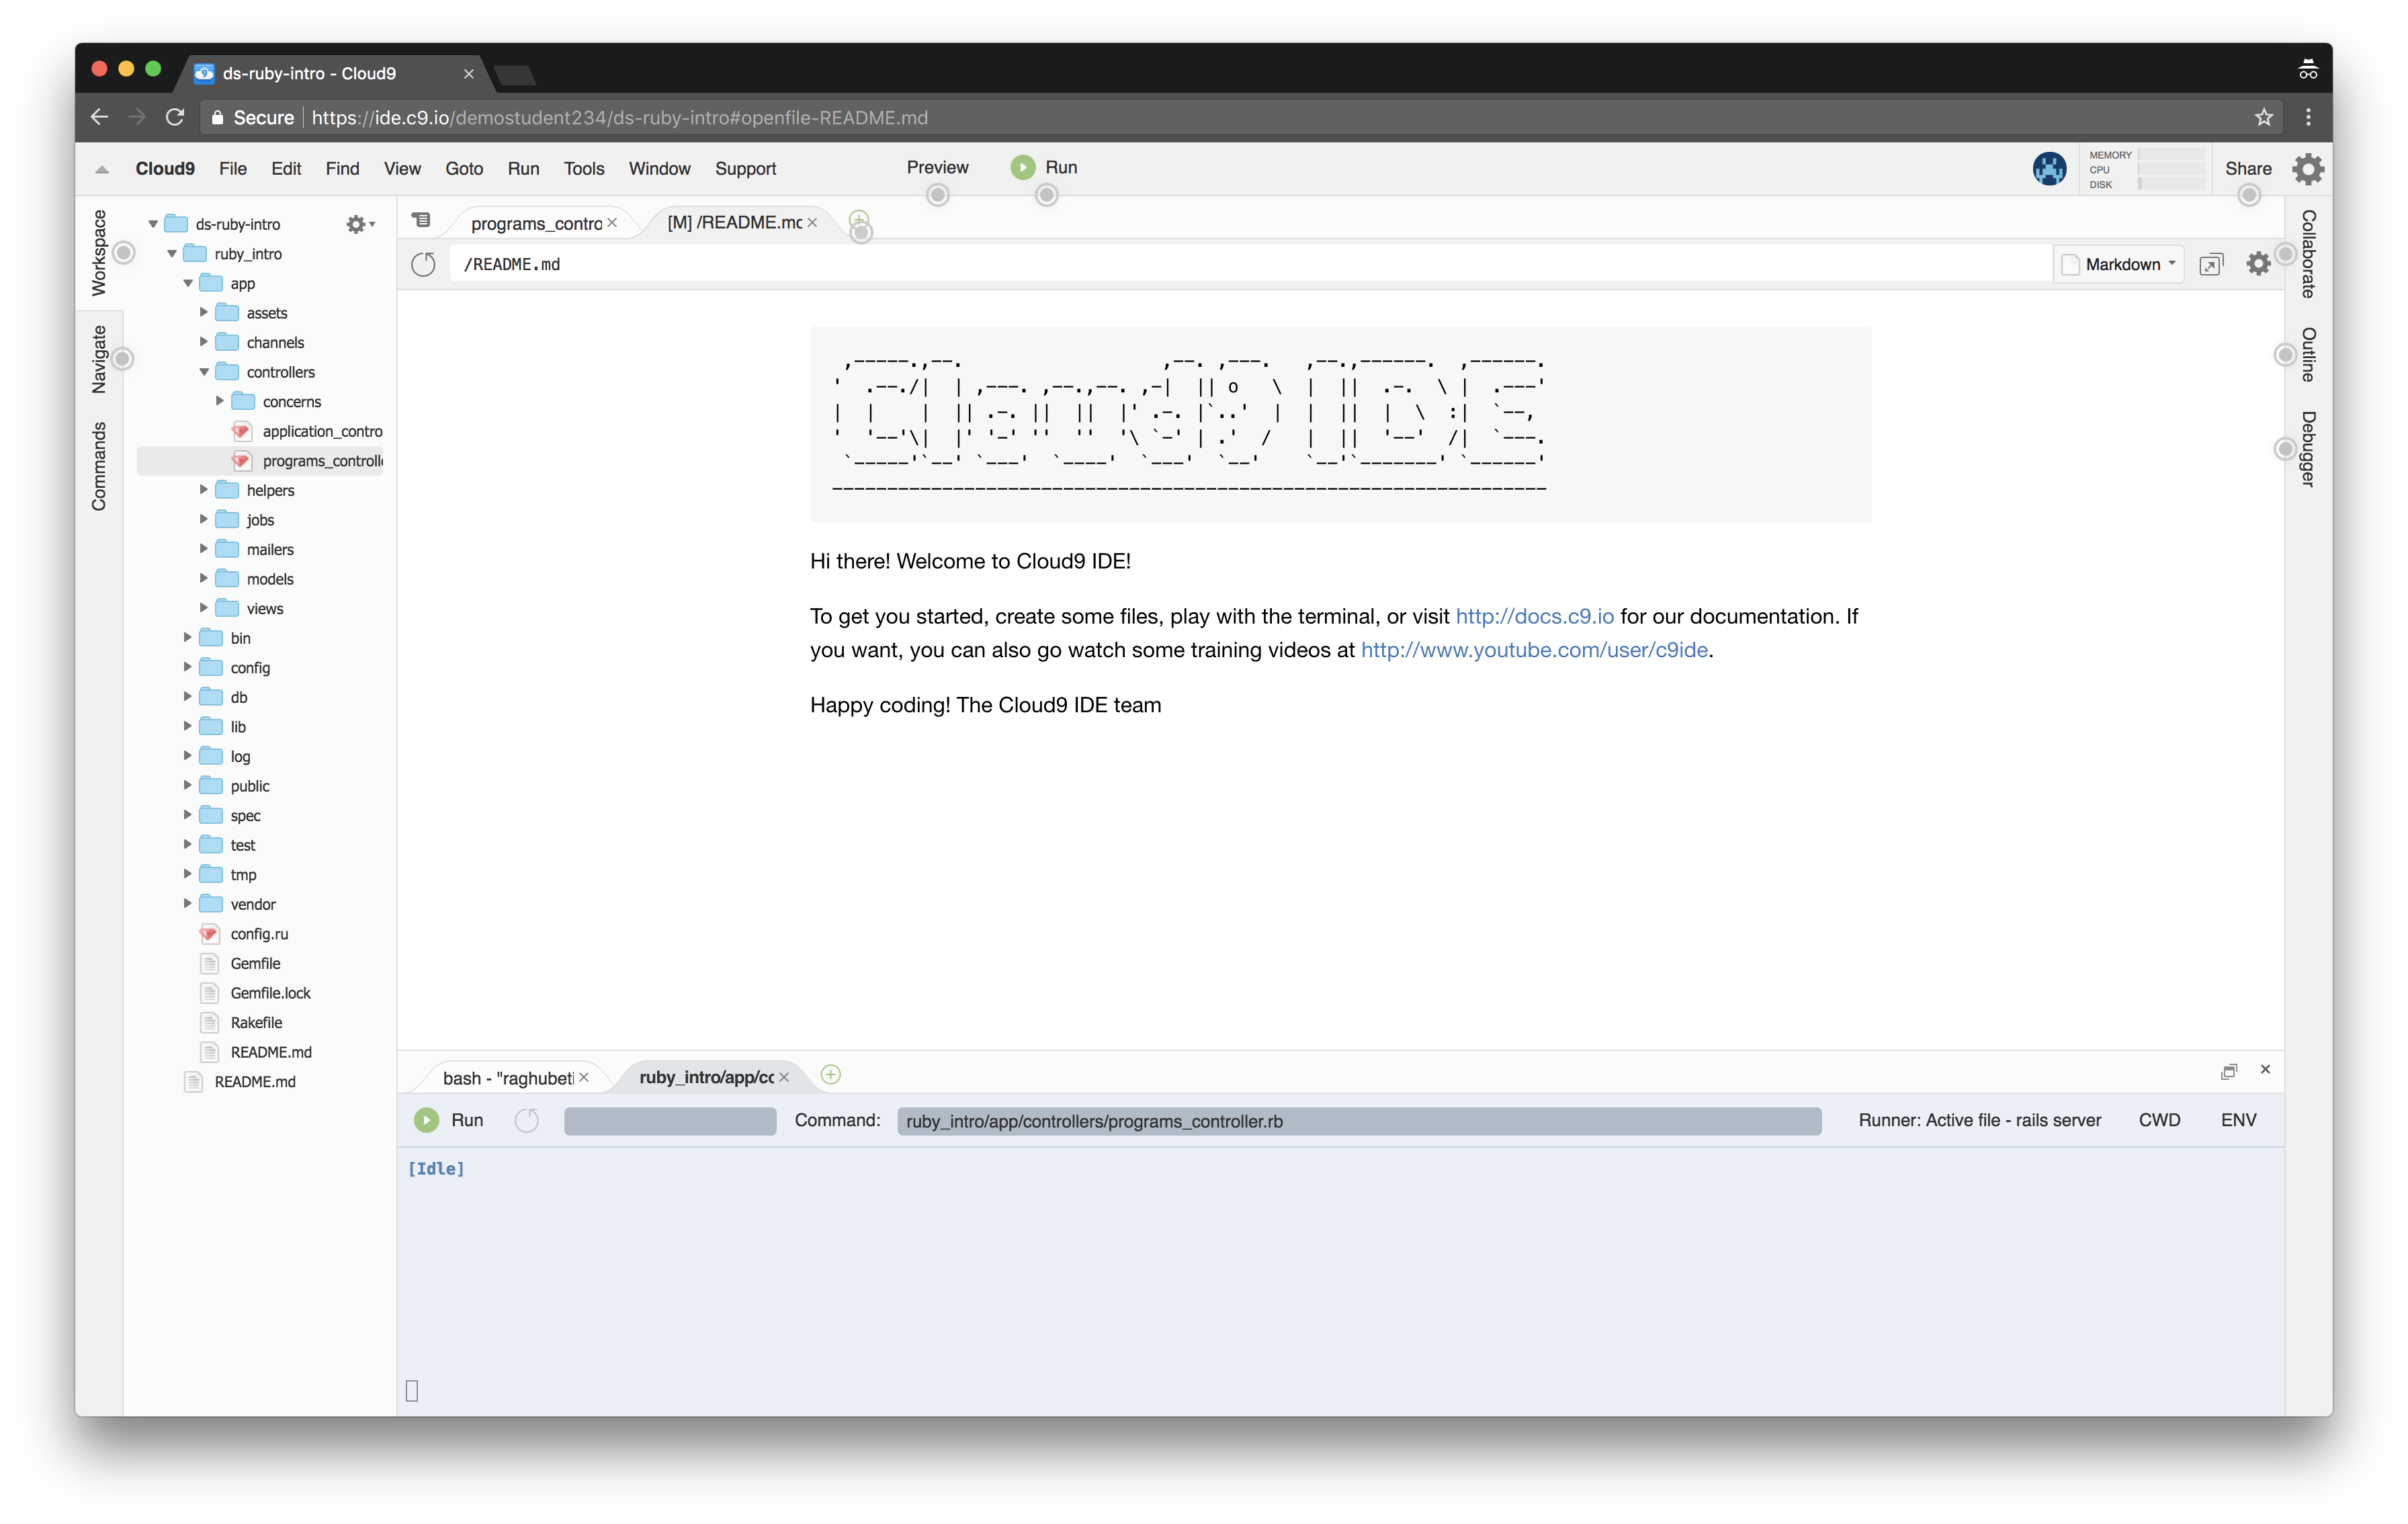 ds-ruby-intro - Cloud9
Secure https://ide.c9.io/demostudent234/ds-ruby-intro#openfile-README.md
Cloud9 File Edit Find View Goto Run Tools Window Support Preview Run MEMORY CPU DISK Share
Workspace
Navigate
Commands
ds-ruby-intro
ruby_intro
app
assets
channels
controllers
concerns
application_contro
programs_controlle
helpers
jobs
mailers
models
views
bin
config
db
lib
log
public
spec
test
tmp
vendor
config.ru
Gemfile
Gemfile.lock
Rakefile
README.md
README.md
programs_contro [M] /README.mc
/README.md Markdown
Cloud9 IDE
Hi there! Welcome to Cloud9 IDE!
To get you started, create some files, play with the terminal, or visit http://docs.c9.io for our documentation. If
you want, you can also go watch some training videos at http://www.youtube.com/user/c9ide.
Happy coding! The Cloud9 IDE team
Collaborate
Outline
Debugger
bash - "raghubeti ruby_intro/app/cc
Run Command: ruby_intro/app/controllers/programs_controller.rb Runner: Active file - rails server CWD ENV
[Idle]